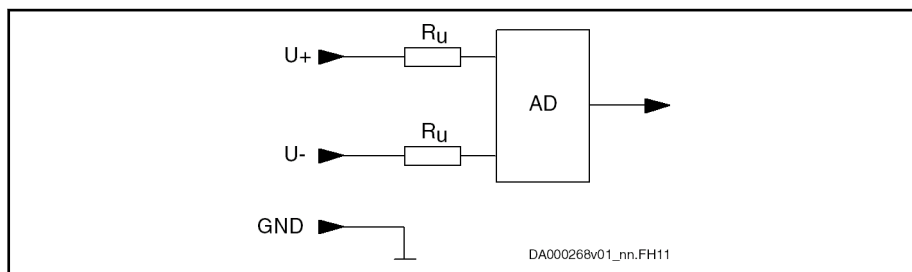 Ru
U+
AD
Ru
U-
GND
DA000268v01_nn.FH11